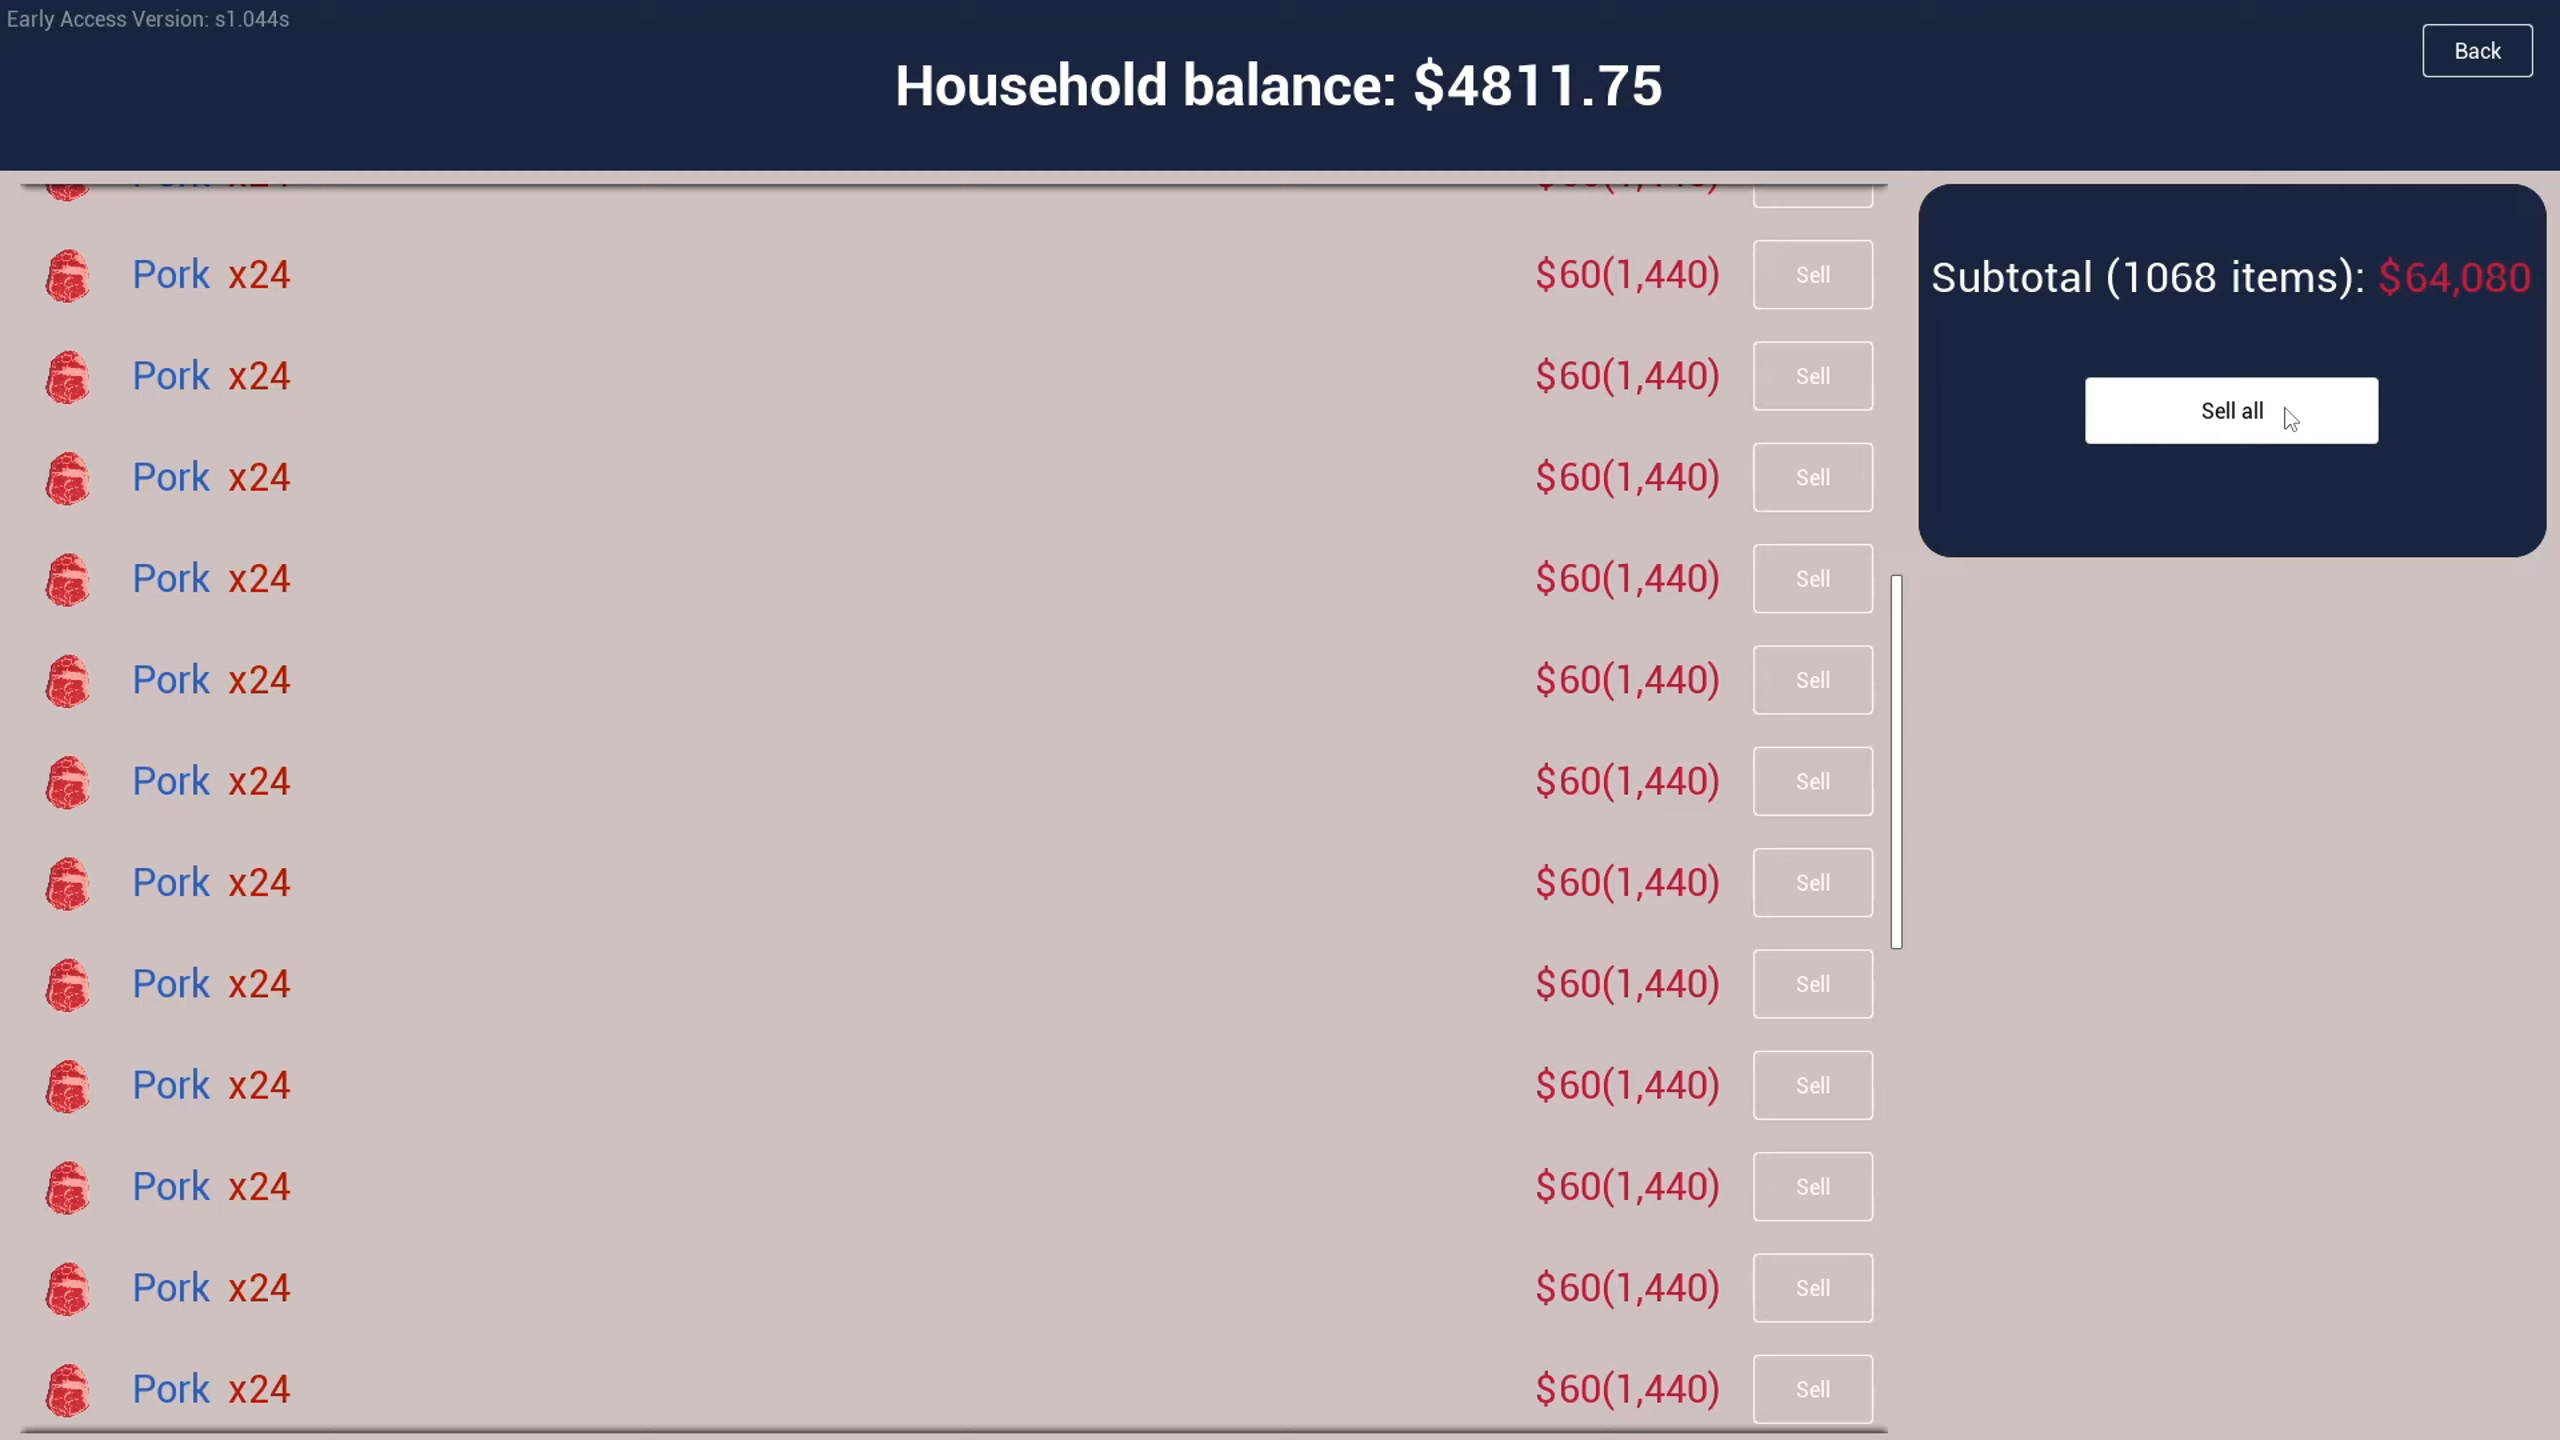 Early Access Version: s1.044s
Back
Household balance: $4811.75
Pork x24 $60(1,440) Sell
Pork x24 $60(1,440) Sell
Pork x24 $60(1,440) Sell
Pork x24 $60(1,440) Sell
Pork x24 $60(1,440) Sell
Pork x24 $60(1,440) Sell
Pork x24 $60(1,440) Sell
Pork x24 $60(1,440) Sell
Pork x24 $60(1,440) Sell
Pork x24 $60(1,440) Sell
Pork x24 $60(1,440) Sell
Pork x24 $60(1,440) Sell
Subtotal (1068 items): $64,080
Sell all